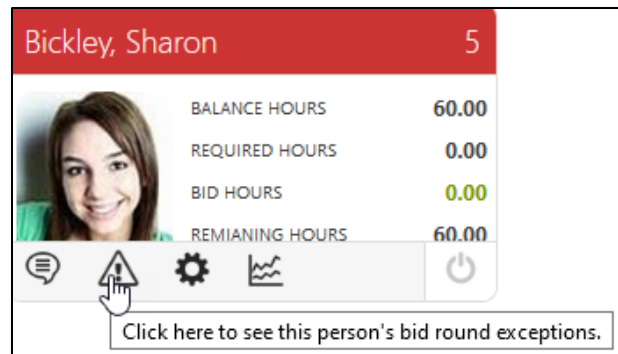 Bickley, Sharon 5
BALANCE HOURS 60.00
REQUIRED HOURS 0.00
BID HOURS 0.00
REMIANING HOURS 60.00
Click here to see this person's bid round exceptions.